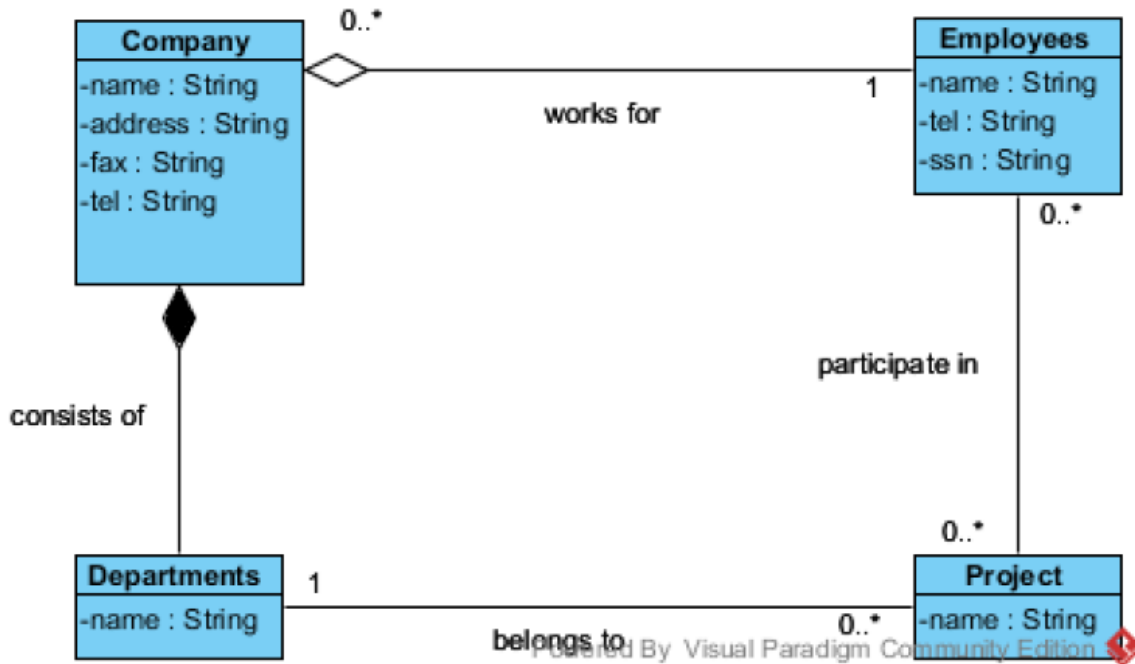 0..*
Company
-name : String
-address : String
-fax : String
-tel : String
works for
1
Employees
-name : String
-tel : String
-ssn : String
0..*
participate in
0..*
consists of
Departments
-name : String
1
belongs to
0..*
Project
-name : String
Powered By Visual Paradigm Community Edition